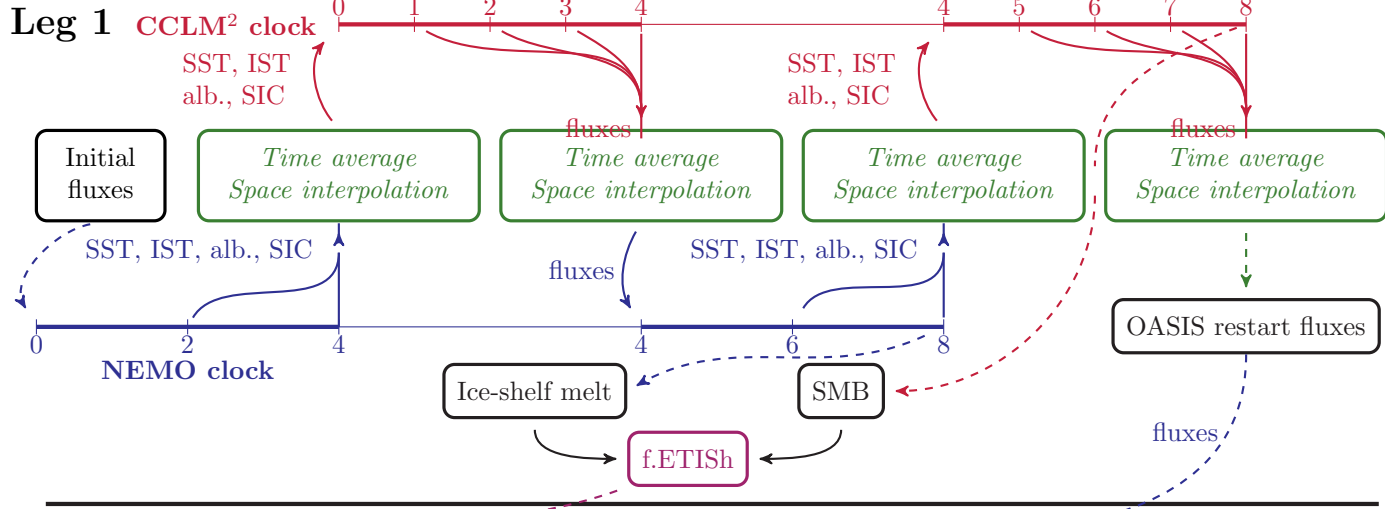 Leg 1
CCLM² clock
0 1 2 3 4 4 5 6 7 8
SST, IST
alb., SIC
SST, IST
alb., SIC
fluxes
fluxes
Initial
fluxes
Time average
Space interpolation
Time average
Space interpolation
Time average
Space interpolation
Time average
Space interpolation
SST, IST, alb., SIC
fluxes
SST, IST, alb., SIC
OASIS restart fluxes
0 2 4 4 6 8
NEMO clock
Ice-shelf melt
SMB
fluxes
f.ETISh